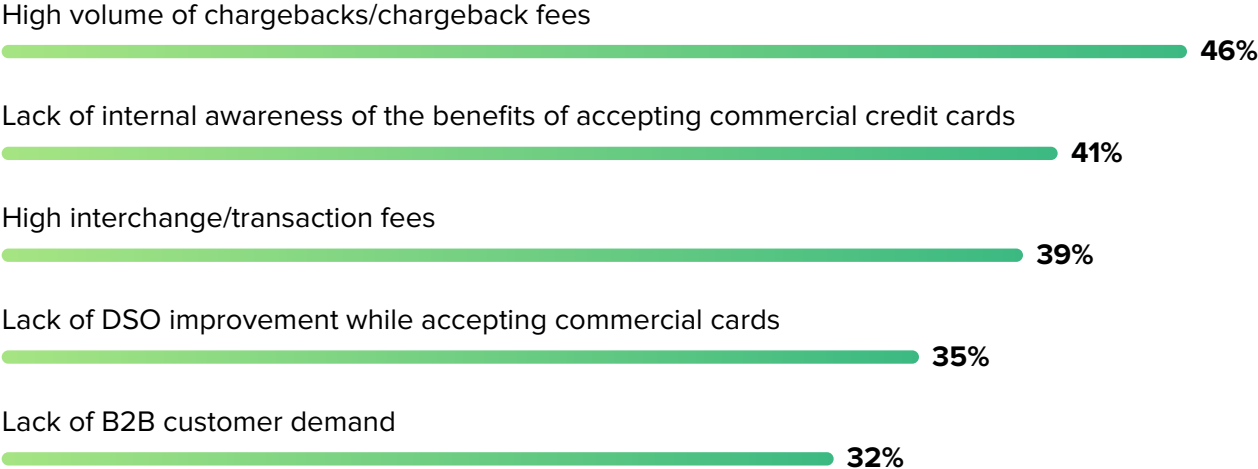 High volume of chargebacks/chargeback fees
46%
Lack of internal awareness of the benefits of accepting commercial credit cards
41%
High interchange/transaction fees
39%
Lack of DSO improvement while accepting commercial cards
35%
Lack of B2B customer demand
32%